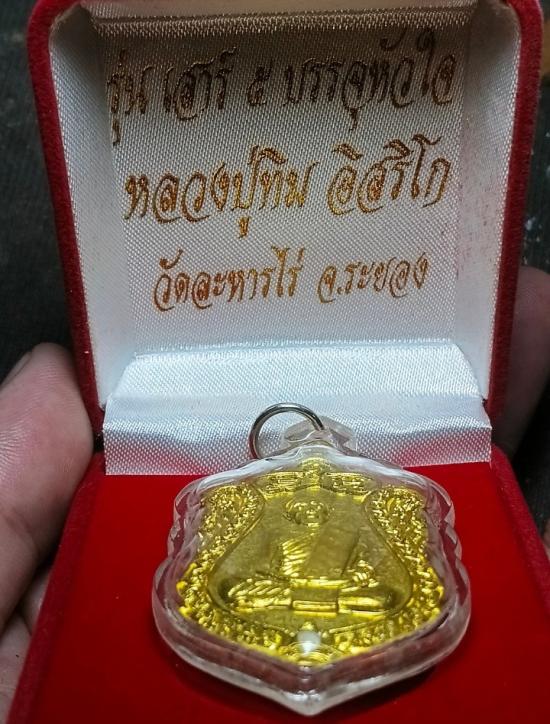 รุ่น เสาร์ ๕ บรรจุหัวใจ
หลวงปู่ทิม อิสริโก
วัดละหารไร่ จ.ระยอง